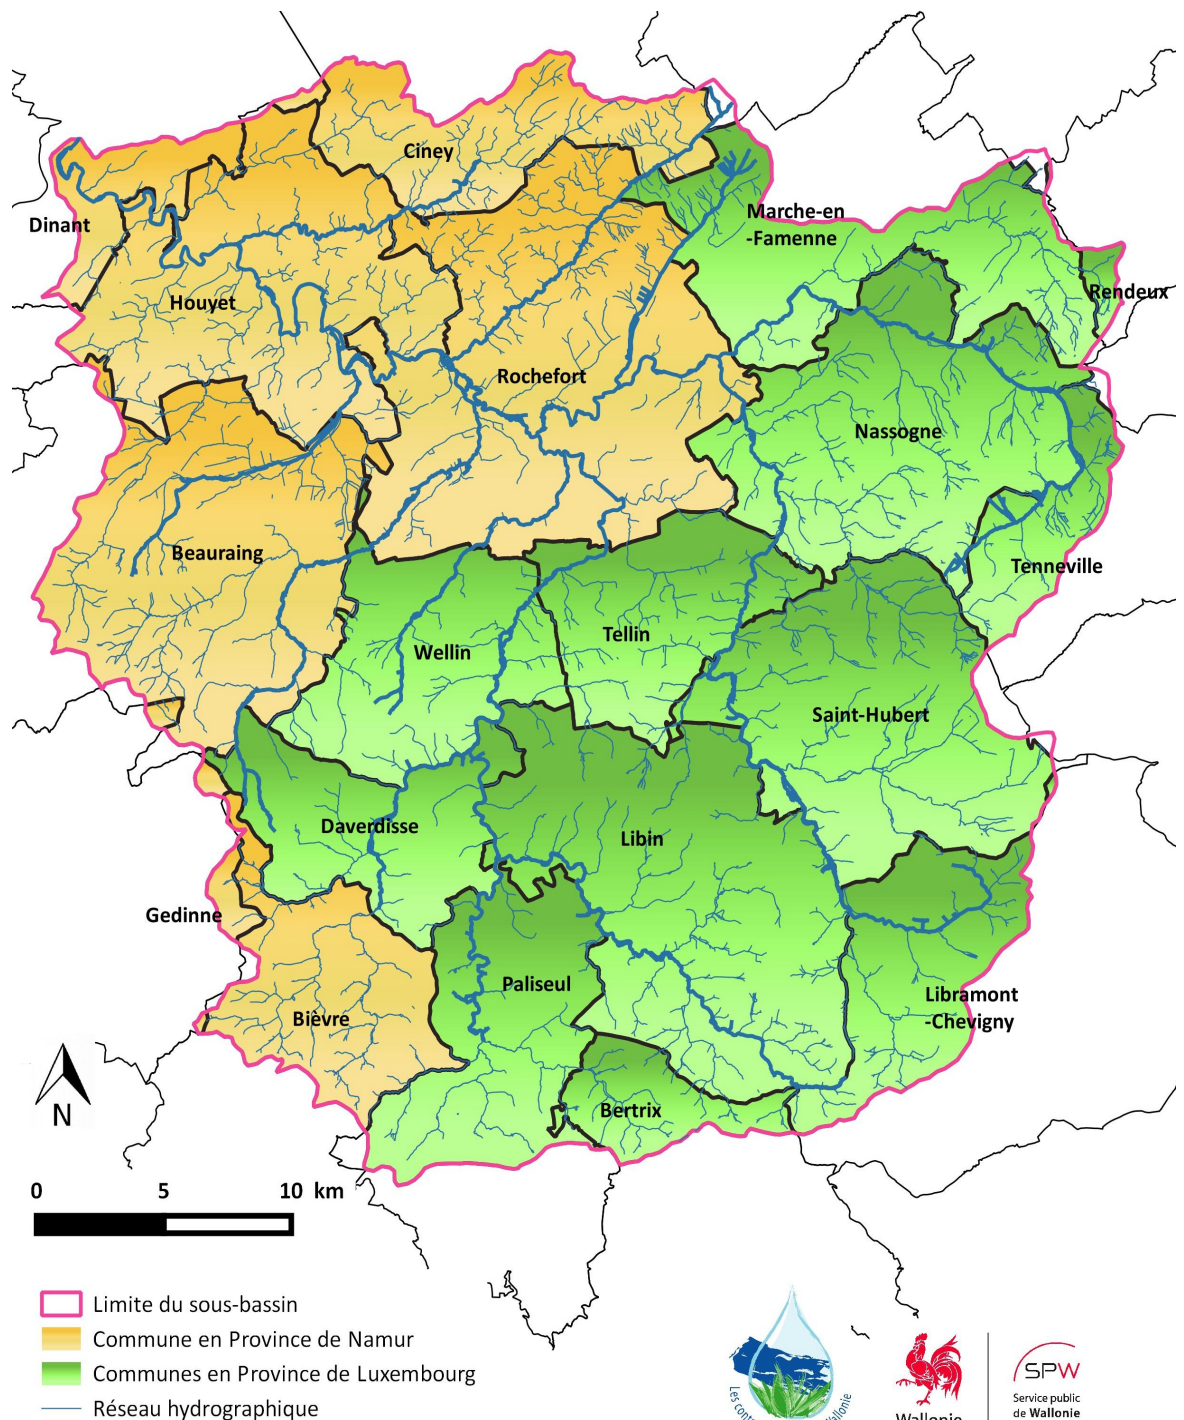 Ciney
Dinant
Marche-en
-Famenne
Houyet
Rendeux
Rochefort
Nassogne
Beauraing
Tenneville
Wellin
Tellin
Saint-Hubert
Daverdisse
Libin
Gedinne
Paliseul
Bièvre
Libramont
-Chevigny
N
Bertrix
0 5 10 km
Limite du sous-bassin
Commune en Province de Namur
Communes en Province de Luxembourg
Réseau hydrographique
SPW
Service public
de Wallonie